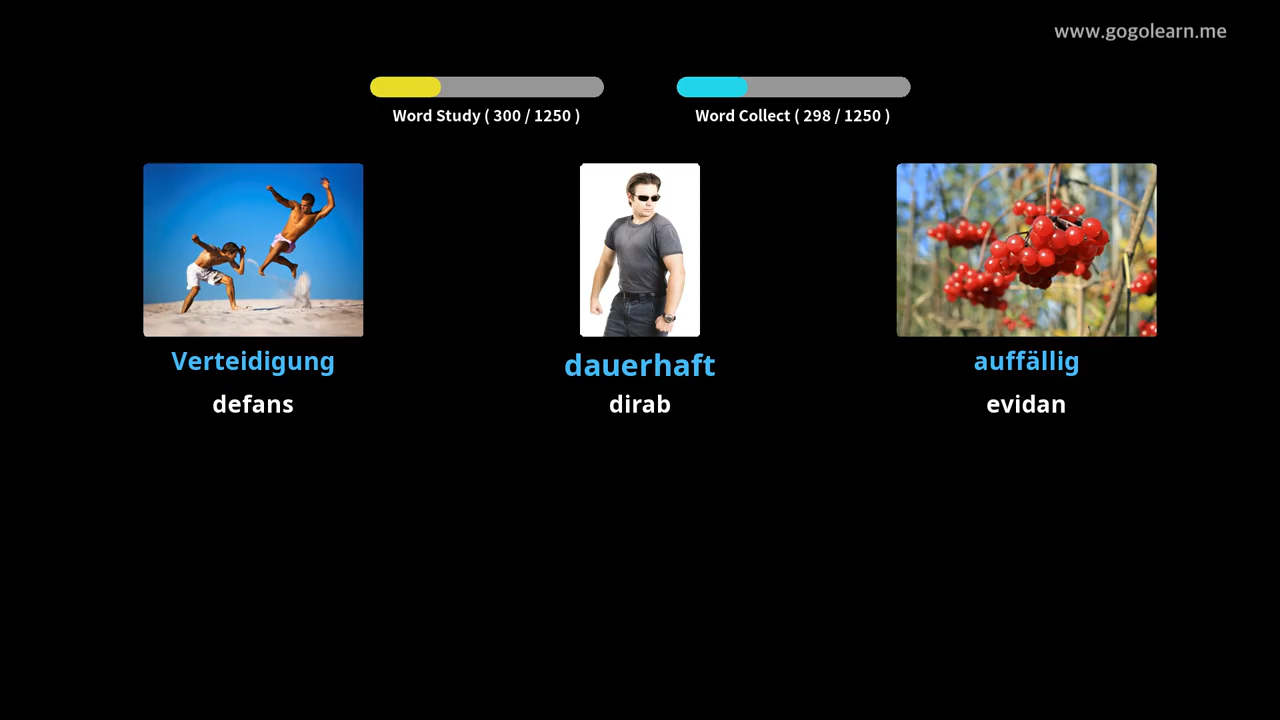 www.gogolearn.me
Word Study ( 300 / 1250 )
Word Collect ( 298 / 1250 )
Verteidigung
dauerhaft
auffällig
defans
dirab
evidan